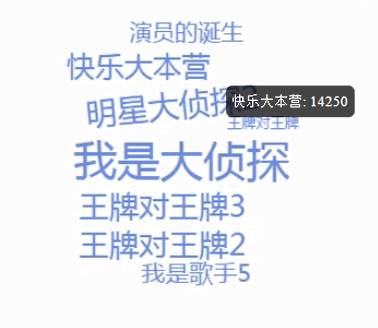 演员的诞生
快乐大本营
明星大侦探
快乐大本营: 14250
王牌对王牌
我是大侦探
王牌对王牌3
王牌对王牌2
我是歌手5